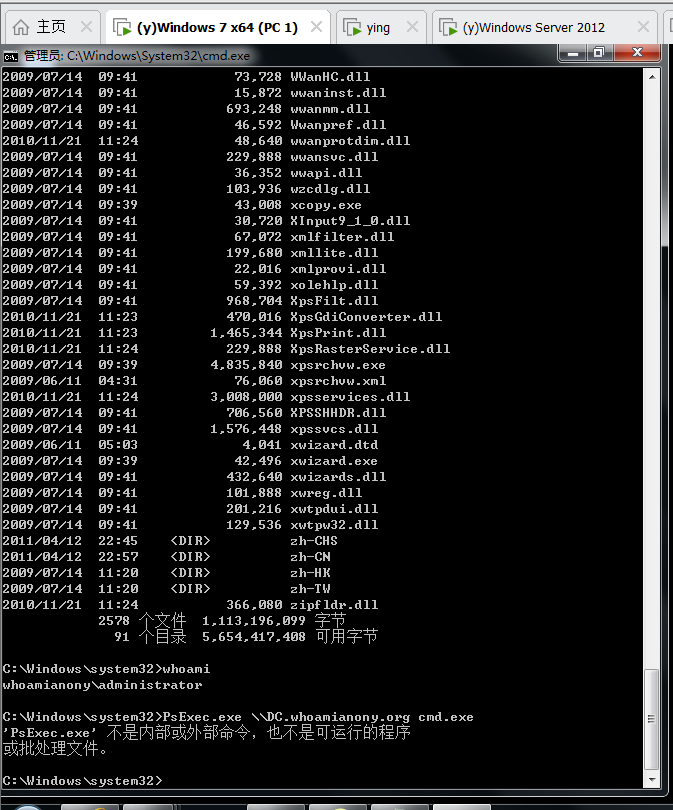 主页
(y)Windows 7 x64 (PC 1)
ying
(y)Windows Server 2012
管理员: C:\Windows\System32\cmd.exe
2009/07/14  09:41            73,728 WWanHC.dll
2009/07/14  09:41            15,872 wwaninst.dll
2009/07/14  09:41           693,248 wwanmm.dll
2009/07/14  09:41            46,592 Wwanpref.dll
2010/11/21  11:24            48,640 wwanprotdim.dll
2009/07/14  09:41           229,888 wwansvc.dll
2009/07/14  09:41            36,352 wwapi.dll
2009/07/14  09:41           103,936 wzcdlg.dll
2009/07/14  09:39            43,008 xcopy.exe
2009/07/14  09:41            30,720 XInput9_1_0.dll
2009/07/14  09:41            67,072 xmlfilter.dll
2009/07/14  09:41           199,680 xmllite.dll
2009/07/14  09:41            22,016 xmlprovi.dll
2009/07/14  09:41            59,392 xolehlp.dll
2009/07/14  09:41           968,704 XpsFilt.dll
2010/11/21  11:23           470,016 XpsGdiConverter.dll
2010/11/21  11:23         1,465,344 XpsPrint.dll
2010/11/21  11:24           229,888 XpsRasterService.dll
2009/07/14  09:39         4,835,840 xpsrchvw.exe
2009/06/11  04:31            76,060 xpsrchvw.xml
2010/11/21  11:24         3,008,000 xpsservices.dll
2009/07/14  09:41           706,560 XPSSHHDR.dll
2009/07/14  09:41         1,576,448 xpssvcs.dll
2009/06/11  05:03             4,041 xwizard.dtd
2009/07/14  09:39            42,496 xwizard.exe
2009/07/14  09:41           432,640 xwizards.dll
2009/07/14  09:41           101,888 xwreg.dll
2009/07/14  09:41           201,216 xwtpdui.dll
2009/07/14  09:41           129,536 xwtpw32.dll
2011/04/12  22:45    <DIR>          zh-CHS
2011/04/12  22:57    <DIR>          zh-CN
2009/07/14  11:20    <DIR>          zh-HK
2009/07/14  11:20    <DIR>          zh-TW
2010/11/21  11:24           366,080 zipfldr.dll
2578 个文件  1,113,196,099 字节
91 个目录  5,654,417,408 可用字节
C:\Windows\system32>whoami
whoamianony\administrator
C:\Windows\system32>PsExec.exe \\DC.whoamianony.org cmd.exe
'PsExec.exe' 不是内部或外部命令，也不是可运行的程序
或批处理文件。
C:\Windows\system32>